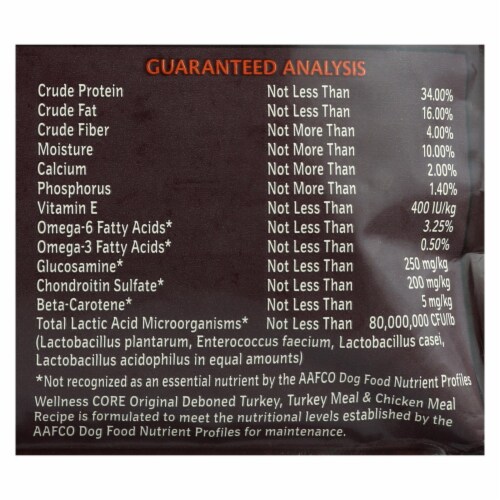 GUARANTEED ANALYSIS
Crude Protein Not Less Than 34.00%
Crude Fat Not Less Than 16.00%
Crude Fiber Not More Than 4.00%
Moisture Not More Than 10.00%
Calcium Not More Than 2.00%
Phosphorus Not More Than 1.40%
Vitamin E Not Less Than 400 IU/kg
Omega-6 Fatty Acids* Not Less Than 3.25%
Omega-3 Fatty Acids* Not Less Than 0.50%
Glucosamine* Not Less Than 250 mg/kg
Chondroitin Sulfate* Not Less Than 200 mg/kg
Beta-Carotene* Not Less Than 5 mg/kg
Total Lactic Acid Microorganisms* Not Less Than 80,000,000 CFU/lb
(Lactobacillus plantarum, Enterococcus faecium, Lactobacillus casei,
Lactobacillus acidophilus in equal amounts)
*Not recognized as an essential nutrient by the AAFCO Dog Food Nutrient Profiles
Wellness CORE Original Deboned Turkey, Turkey Meal & Chicken Meal
Recipe is formulated to meet the nutritional levels established by the
AAFCO Dog Food Nutrient Profiles for maintenance.